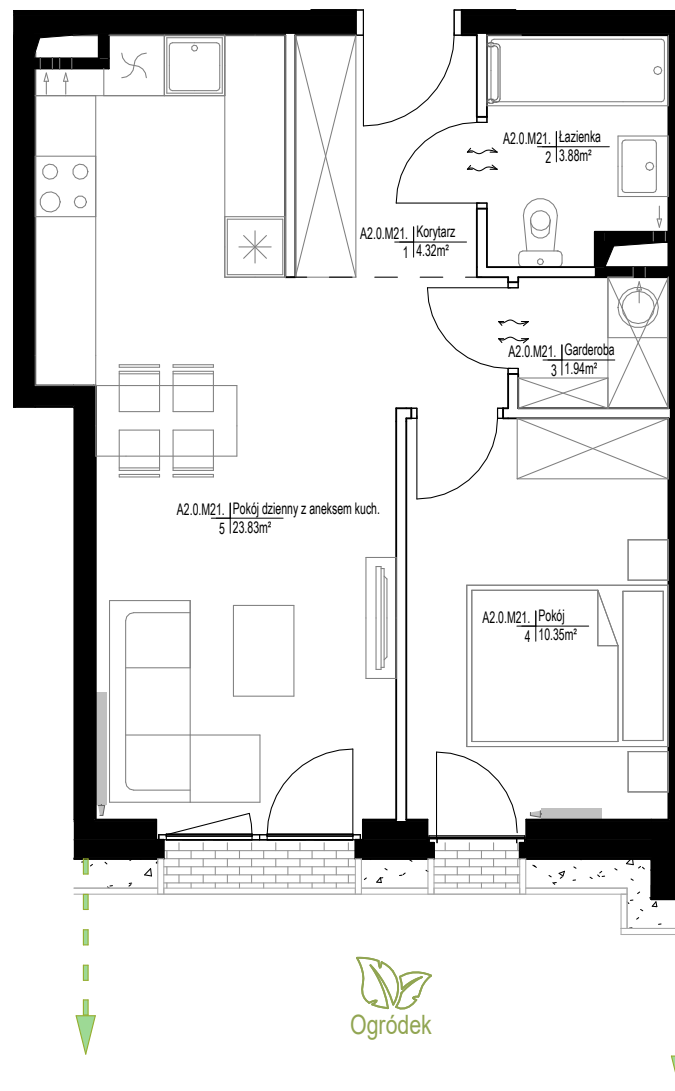 A2.0.M21. Łazienka
2 3.88m²
A2.0.M21. Korytarz
1 4.32m²
A2.0.M21. Garderoba
3 1.94m²
A2.0.M21. Pokój dzienny z aneksem kuch.
5 23.83m²
A2.0.M21. Pokój
4 10.35m²
Ogródek